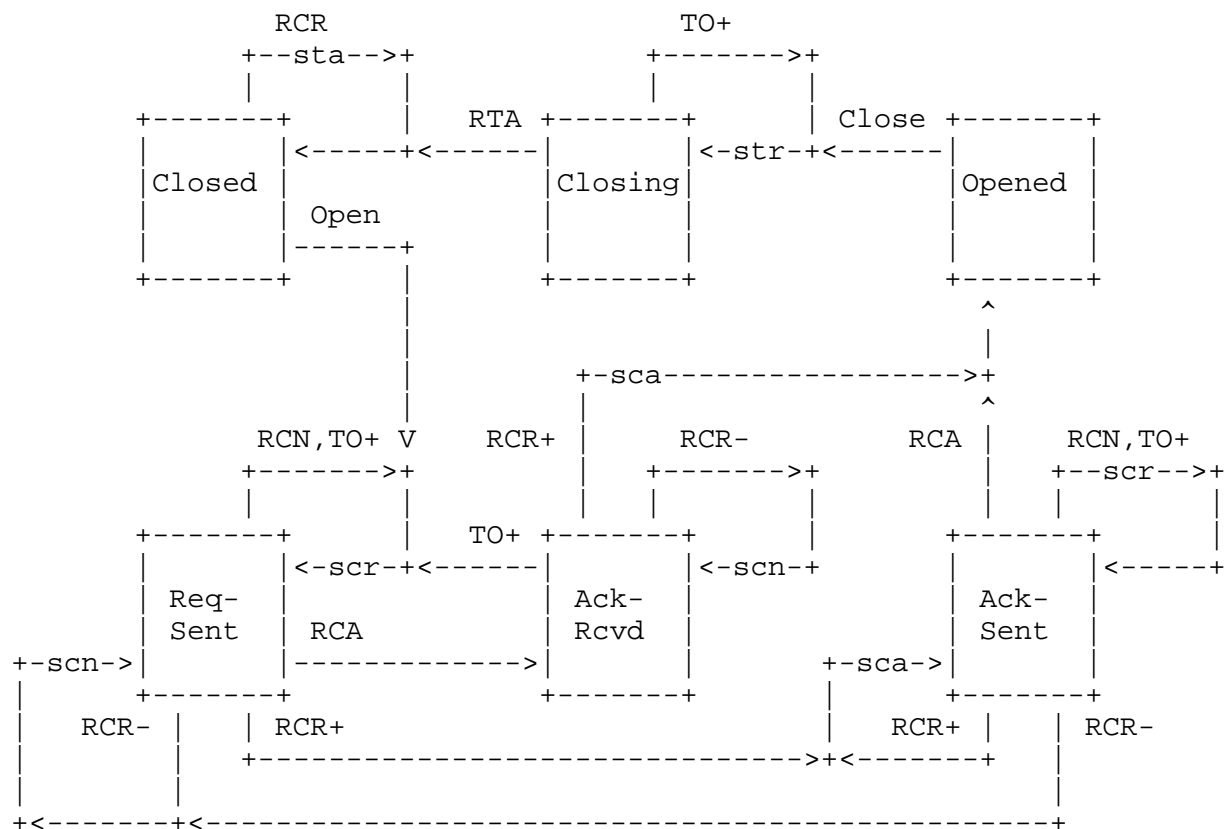 RCR TO+
+--sta-->+ +------->+
| | | |
+-------+ | RTA +-------+ | Close +-------+
| |<-----+<------| |<-str-+<------| |
|Closed | |Closing| |Opened |
| | Open | | | |
| |------+ | | | |
+-------+ | +-------+ +-------+
| ^
| |
| +-sca----------------->+
| | ^
RCN,TO+ V RCR+ | RCR- RCA | RCN,TO+
+------->+ | +------->+ | +--scr-->+
| | | | | | | |
+-------+ | TO+ +-------+ | +-------+ |
| |<-scr-+<------| |<-scn-+ | |<-----+
| Req- | | Ack- | | Ack- |
| Sent | RCA | Rcvd | | Sent |
+-scn->| |------------->| | +-sca->| |
| +-------+ +-------+ | +-------+
| RCR- | | RCR+ | RCR+ | | RCR-
| | +------------------------------->+<-------+ |
| | |
+<-------+<------------------------------------------------+